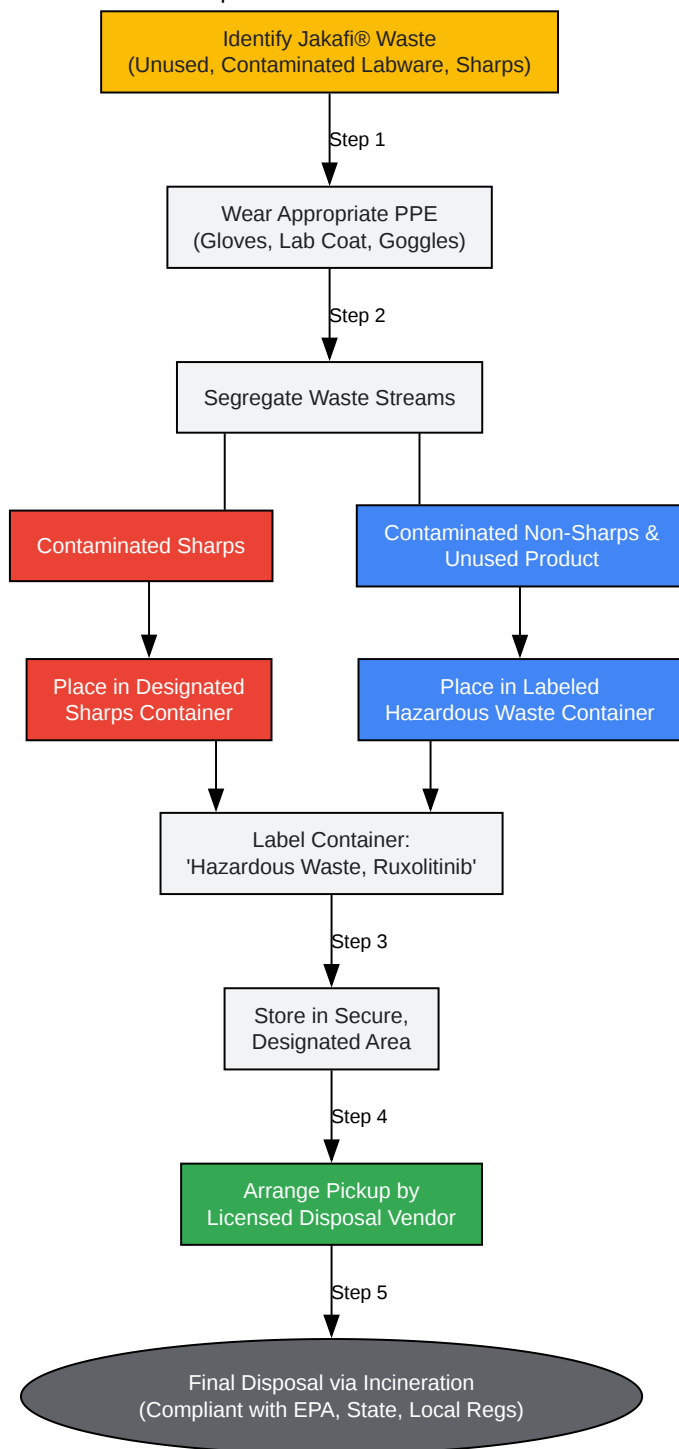 Identify Jakafi® Waste
(Unused, Contaminated Labware, Sharps)
Step 1
Wear Appropriate PPE
(Gloves, Lab Coat, Goggles)
Step 2
Segregate Waste Streams
Contaminated Sharps
Contaminated Non-Sharps &
Unused Product
Place in Designated
Sharps Container
Place in Labeled
Hazardous Waste Container
Label Container:
'Hazardous Waste, Ruxolitinib'
Step 3
Store in Secure,
Designated Area
Step 4
Arrange Pickup by
Licensed Disposal Vendor
Step 5
Final Disposal via Incineration
(Compliant with EPA, State, Local Regs)